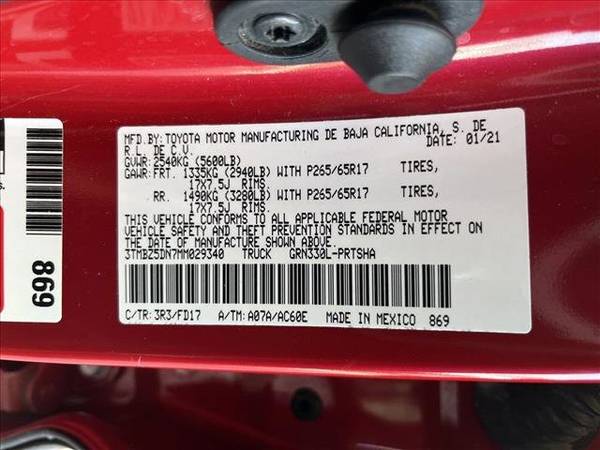 MFD.BY:TOYOTA MOTOR MANUFACTURING DE BAJA CALIFORNIA, S. DE
R.L. DE C.V. DATE: 01/21
GVWR:2540KG (5600LB)
GAWR:FRT. 1335KG (2940LB) WITH P265/65R17 TIRES,
17X7.5J RIMS
RR. 1490KG (3280LB) WITH P265/65R17 TIRES,
17X7.5J RIMS
THIS VEHICLE CONFORMS TO ALL APPLICABLE FEDERAL MOTOR
VEHICLE SAFETY AND THEFT PREVENTION STANDARDS IN EFFECT
ON THE DATE OF MANUFACTURE SHOWN ABOVE.
3TMBZ5DN7MM029340 TRUCK GRN330L-PRTSHA
C/TR:3R3/FD17 A/TM:A07A/AC60E MADE IN MEXICO 869
869
s.